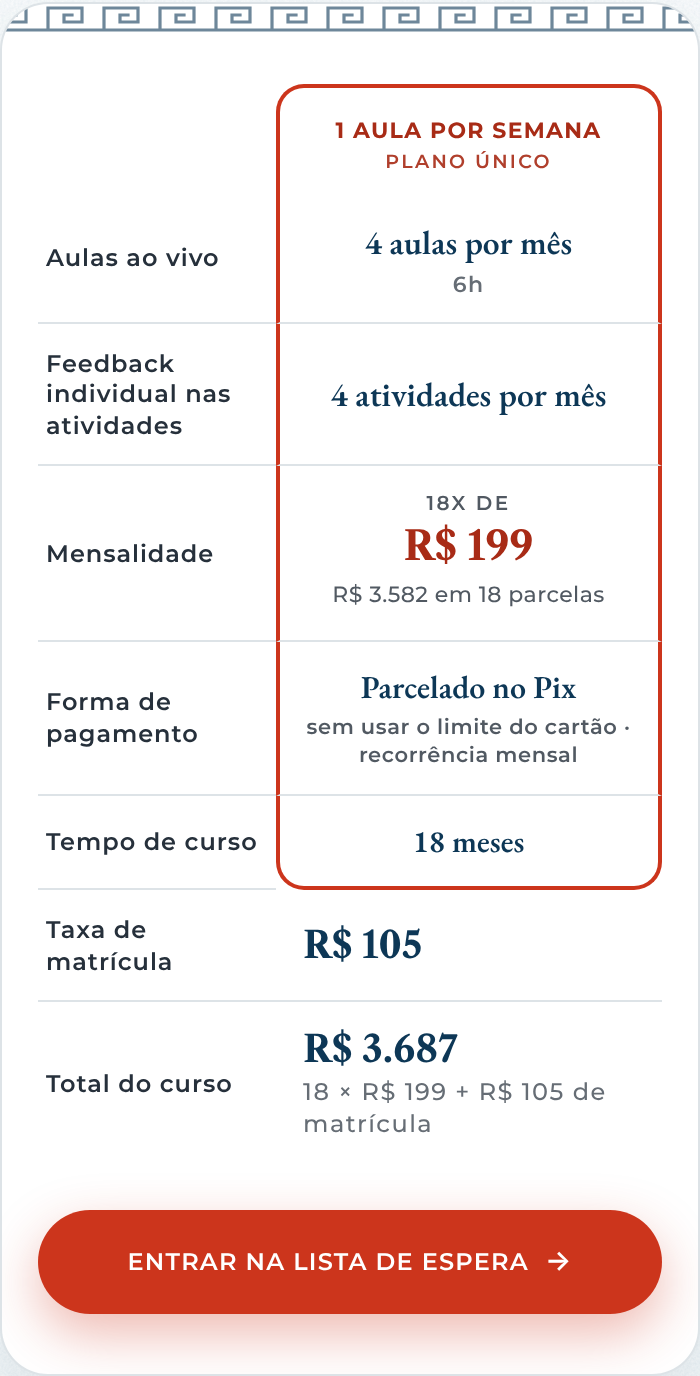 1 AULA POR SEMANA
PLANO ÚNICO
Aulas ao vivo
4 aulas por mês
6h
Feedback
individual nas
atividades
4 atividades por mês
Mensalidade
18X DE
R$ 199
R$ 3.582 em 18 parcelas
Forma de
pagamento
Parcelado no Pix
sem usar o limite do cartão ·
recorrência mensal
Tempo de curso
18 meses
Taxa de
matrícula
R$ 105
Total do curso
R$ 3.687
18 × R$ 199 + R$ 105 de
matrícula
ENTRAR NA LISTA DE ESPERA →